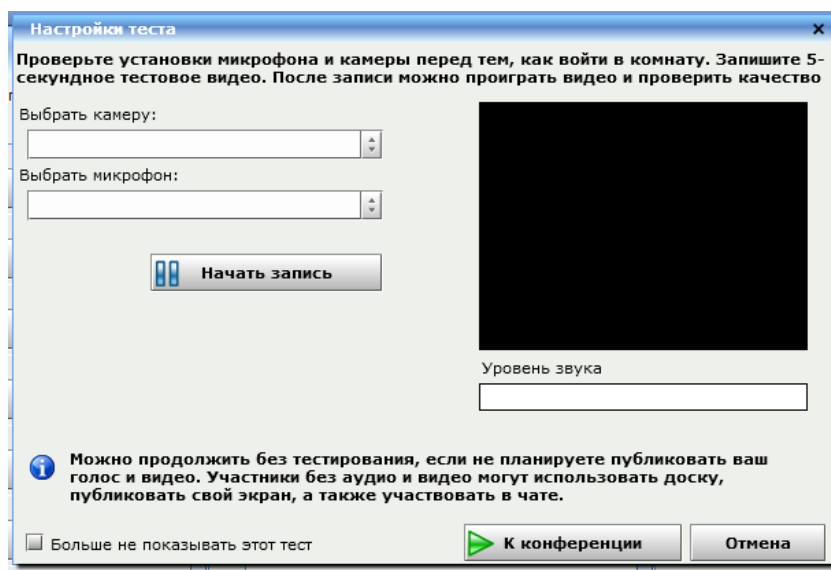 Настройки теста
Проверьте установки микрофона и камеры перед тем, как войти в комнату. Запишите 5-
секундное тестовое видео. После записи можно проиграть видео и проверить качество
Выбрать камеру:
Выбрать микрофон:
Начать запись
Уровень звука
Можно продолжить без тестирования, если не планируете публиковать ваш
голос и видео. Участники без аудио и видео могут использовать доску,
публиковать свой экран, а также участвовать в чате.
Больше не показывать этот тест
К конференции
Отмена